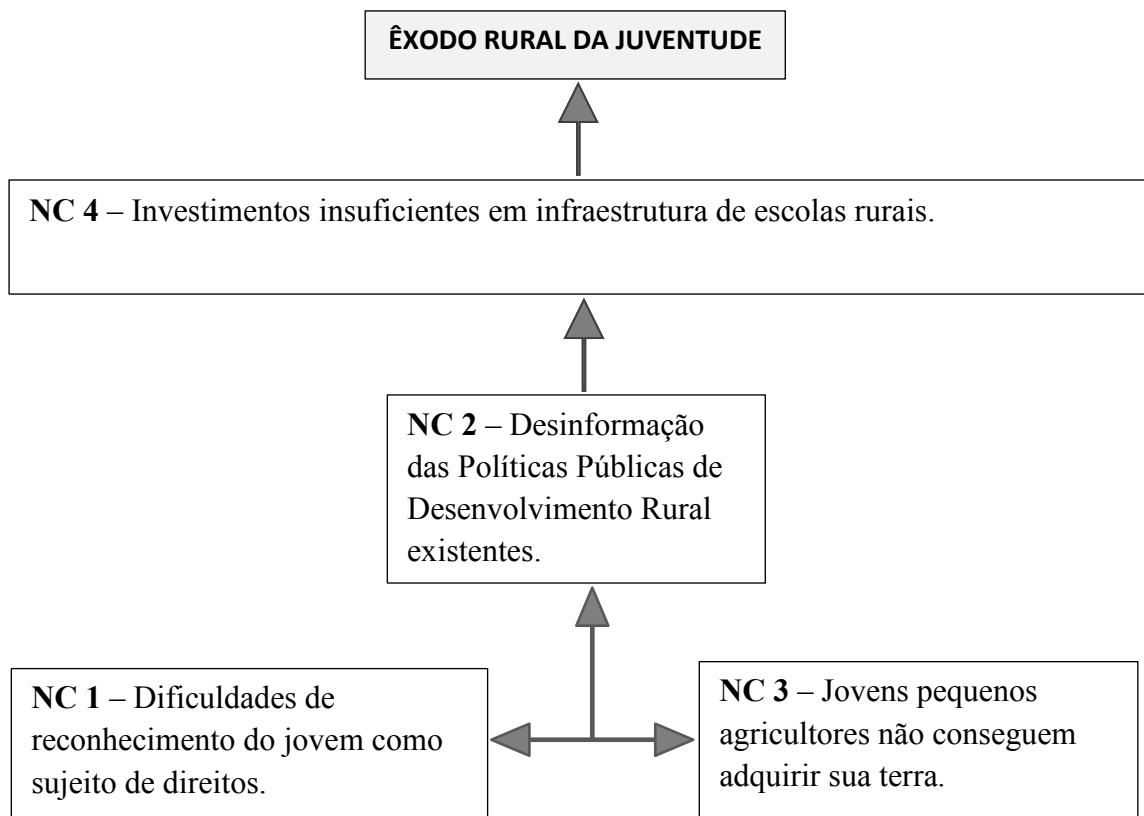 ÊXODO RURAL DA JUVENTUDE
NC 4 – Investimentos insuficientes em infraestrutura de escolas rurais.
NC 2 – Desinformação
das Políticas Públicas de
Desenvolvimento Rural
existentes.
NC 1 – Dificuldades de
reconhecimento do jovem como
sujeito de direitos.
NC 3 – Jovens pequenos
agricultores não conseguem
adquirir sua terra.